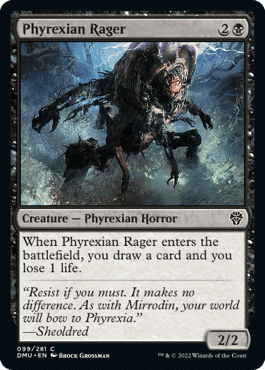 Phyrexian Rager 2
Creature — Phyrexian Horror
When Phyrexian Rager enters the
battlefield, you draw a card and you
lose 1 life.
"Resist if you must. It makes no
difference. As with Mirrodin, your world
will bow to Phyrexia."
—Sheoldred
2/2
099/281 C
DMU • EN BROCK GROSSMAN
™ & © 2022 Wizards of the Coast